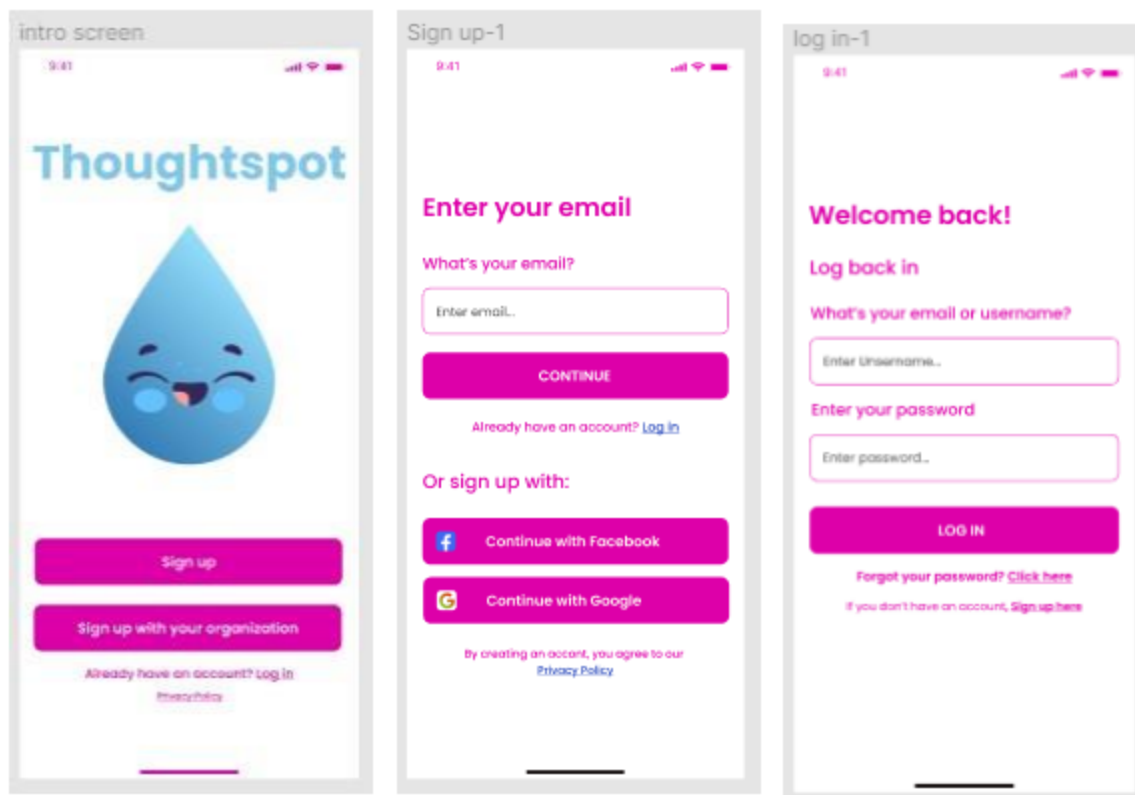 intro screen
9:41
Thoughtspot
Sign up
Sign up with your organization
Already have an account? Log in
Privacy Policy
Sign up-1
9:41
Enter your email
What's your email?
Enter email...
CONTINUE
Already have an account? Log in
Or sign up with:
Continue with Facebook
G Continue with Google
By creating an accont, you agree to our
Privacy Policy
log in-1
9:41
Welcome back!
Log back in
What's your email or username?
Enter Unsername...
Enter your password
Enter password...
LOG IN
Forgot your password? Click here
If you don't have an account, Sign up here